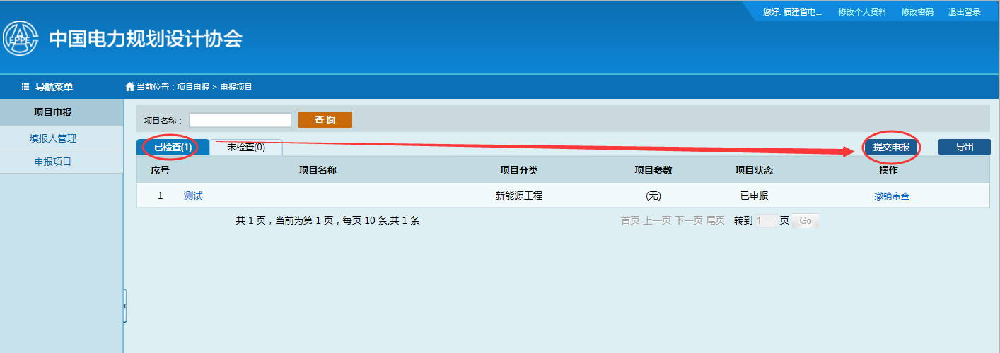 您好: 福建省电... 修改个人资料 修改密码 退出登录
EPPE
中国电力规划设计协会
导航菜单 当前位置：项目申报 > 申报项目
项目申报
填报人管理
申报项目
项目名称： 查 询
已检查(1) 未检查(0) 提交申报 导出
序号 项目名称 项目分类 项目参数 项目状态 操作
1 测试 新能源工程 (无) 已申报 撤销审查
共 1 页，当前为第 1 页，每页 10 条,共 1 条 首页 上一页 下一页 尾页 转到 1 页 Go